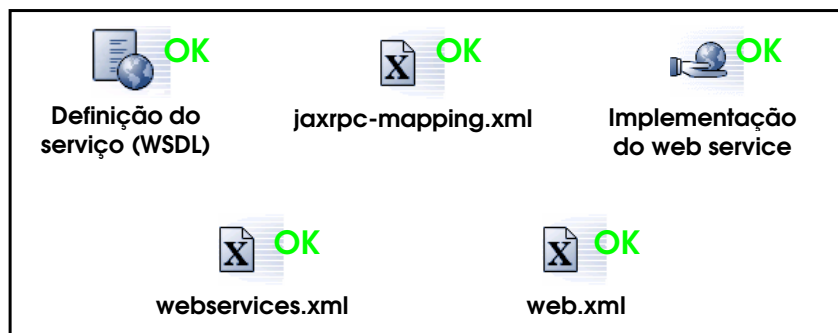 OK
OK
OK
Definição do
serviço (WSDL)
X
jaxrpc-mapping.xml
Implementação
do web service
X
OK
X
OK
webservices.xml
web.xml